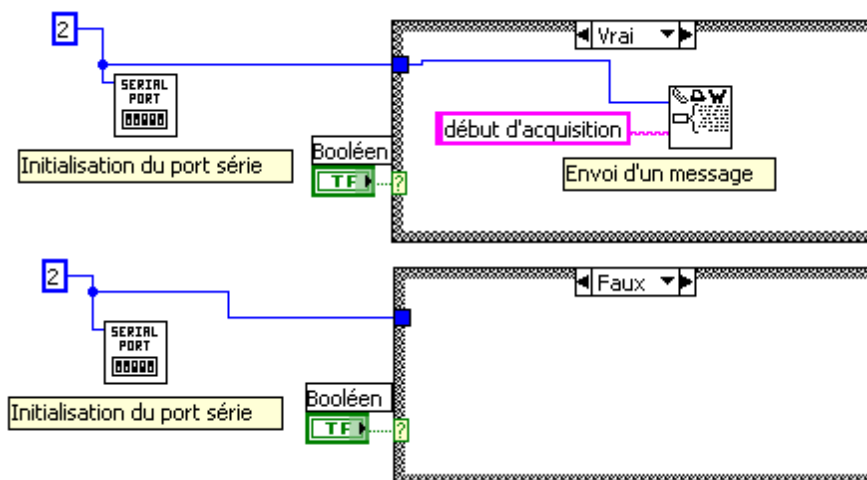 2
Vrai
SERIAL
PORT
début d'acquisition
Initialisation du port série
Booléen
TF
?
W
Envoi d'un message
2
Faux
SERIAL
PORT
Initialisation du port série
Booléen
TF
?